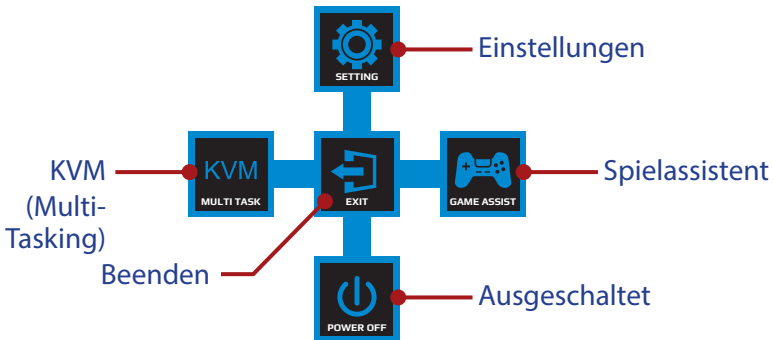 SETTING
Einstellungen
KVM
MULTI TASK
EXIT
GAME ASSIST
Spielassistent
KVM
(Multi-
Tasking)
Beenden
POWER OFF
Ausgeschaltet